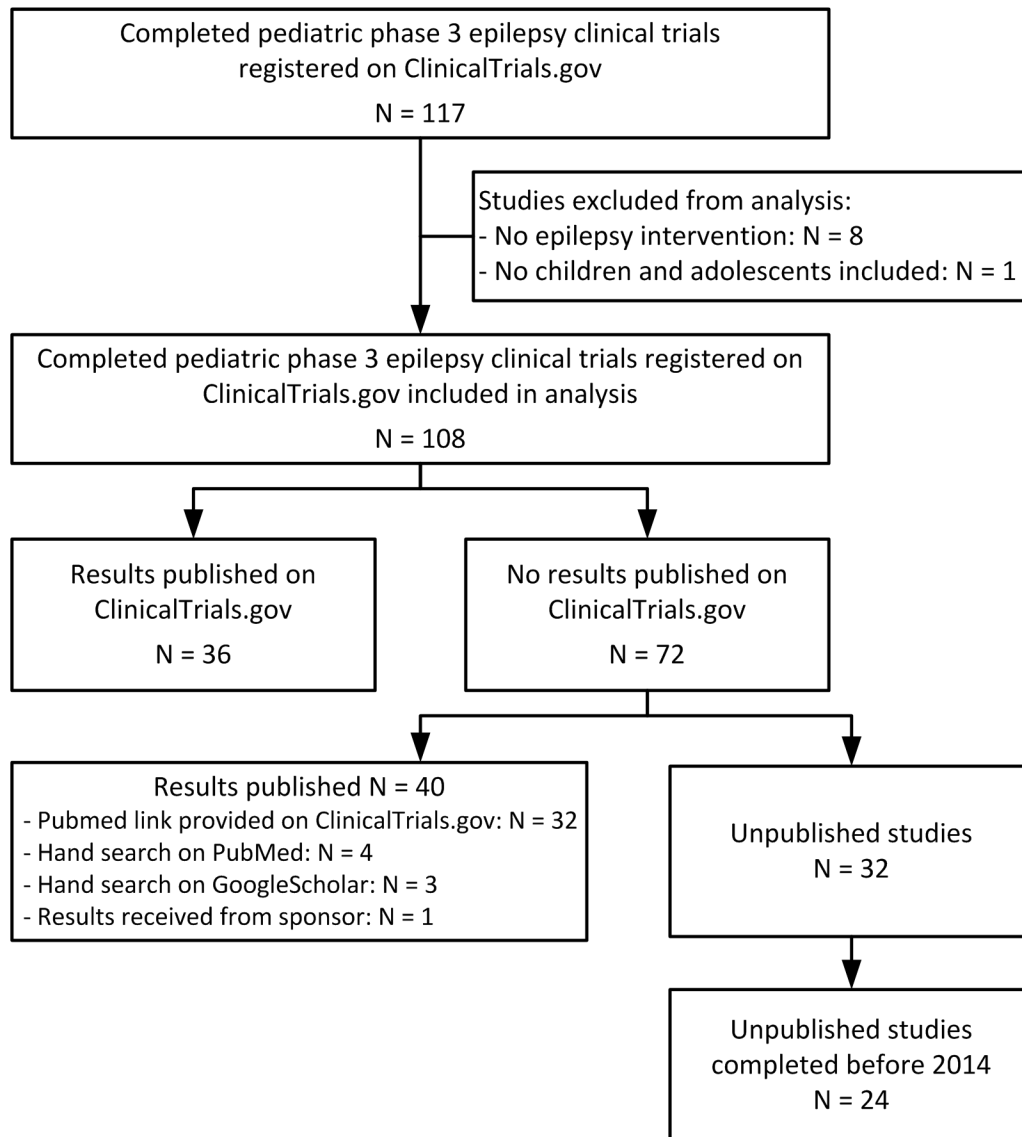 Completed pediatric phase 3 epilepsy clinical trials
registered on ClinicalTrials.gov
N = 117
Studies excluded from analysis:
- No epilepsy intervention: N = 8
- No children and adolescents included: N = 1
Completed pediatric phase 3 epilepsy clinical trials registered on
ClinicalTrials.gov included in analysis
N = 108
Results published on
ClinicalTrials.gov
N = 36
No results published on
ClinicalTrials.gov
N = 72
Results published N = 40
- Pubmed link provided on ClinicalTrials.gov: N = 32
- Hand search on PubMed: N = 4
- Hand search on GoogleScholar: N = 3
- Results received from sponsor: N = 1
Unpublished studies
N = 32
Unpublished studies
completed before 2014
N = 24